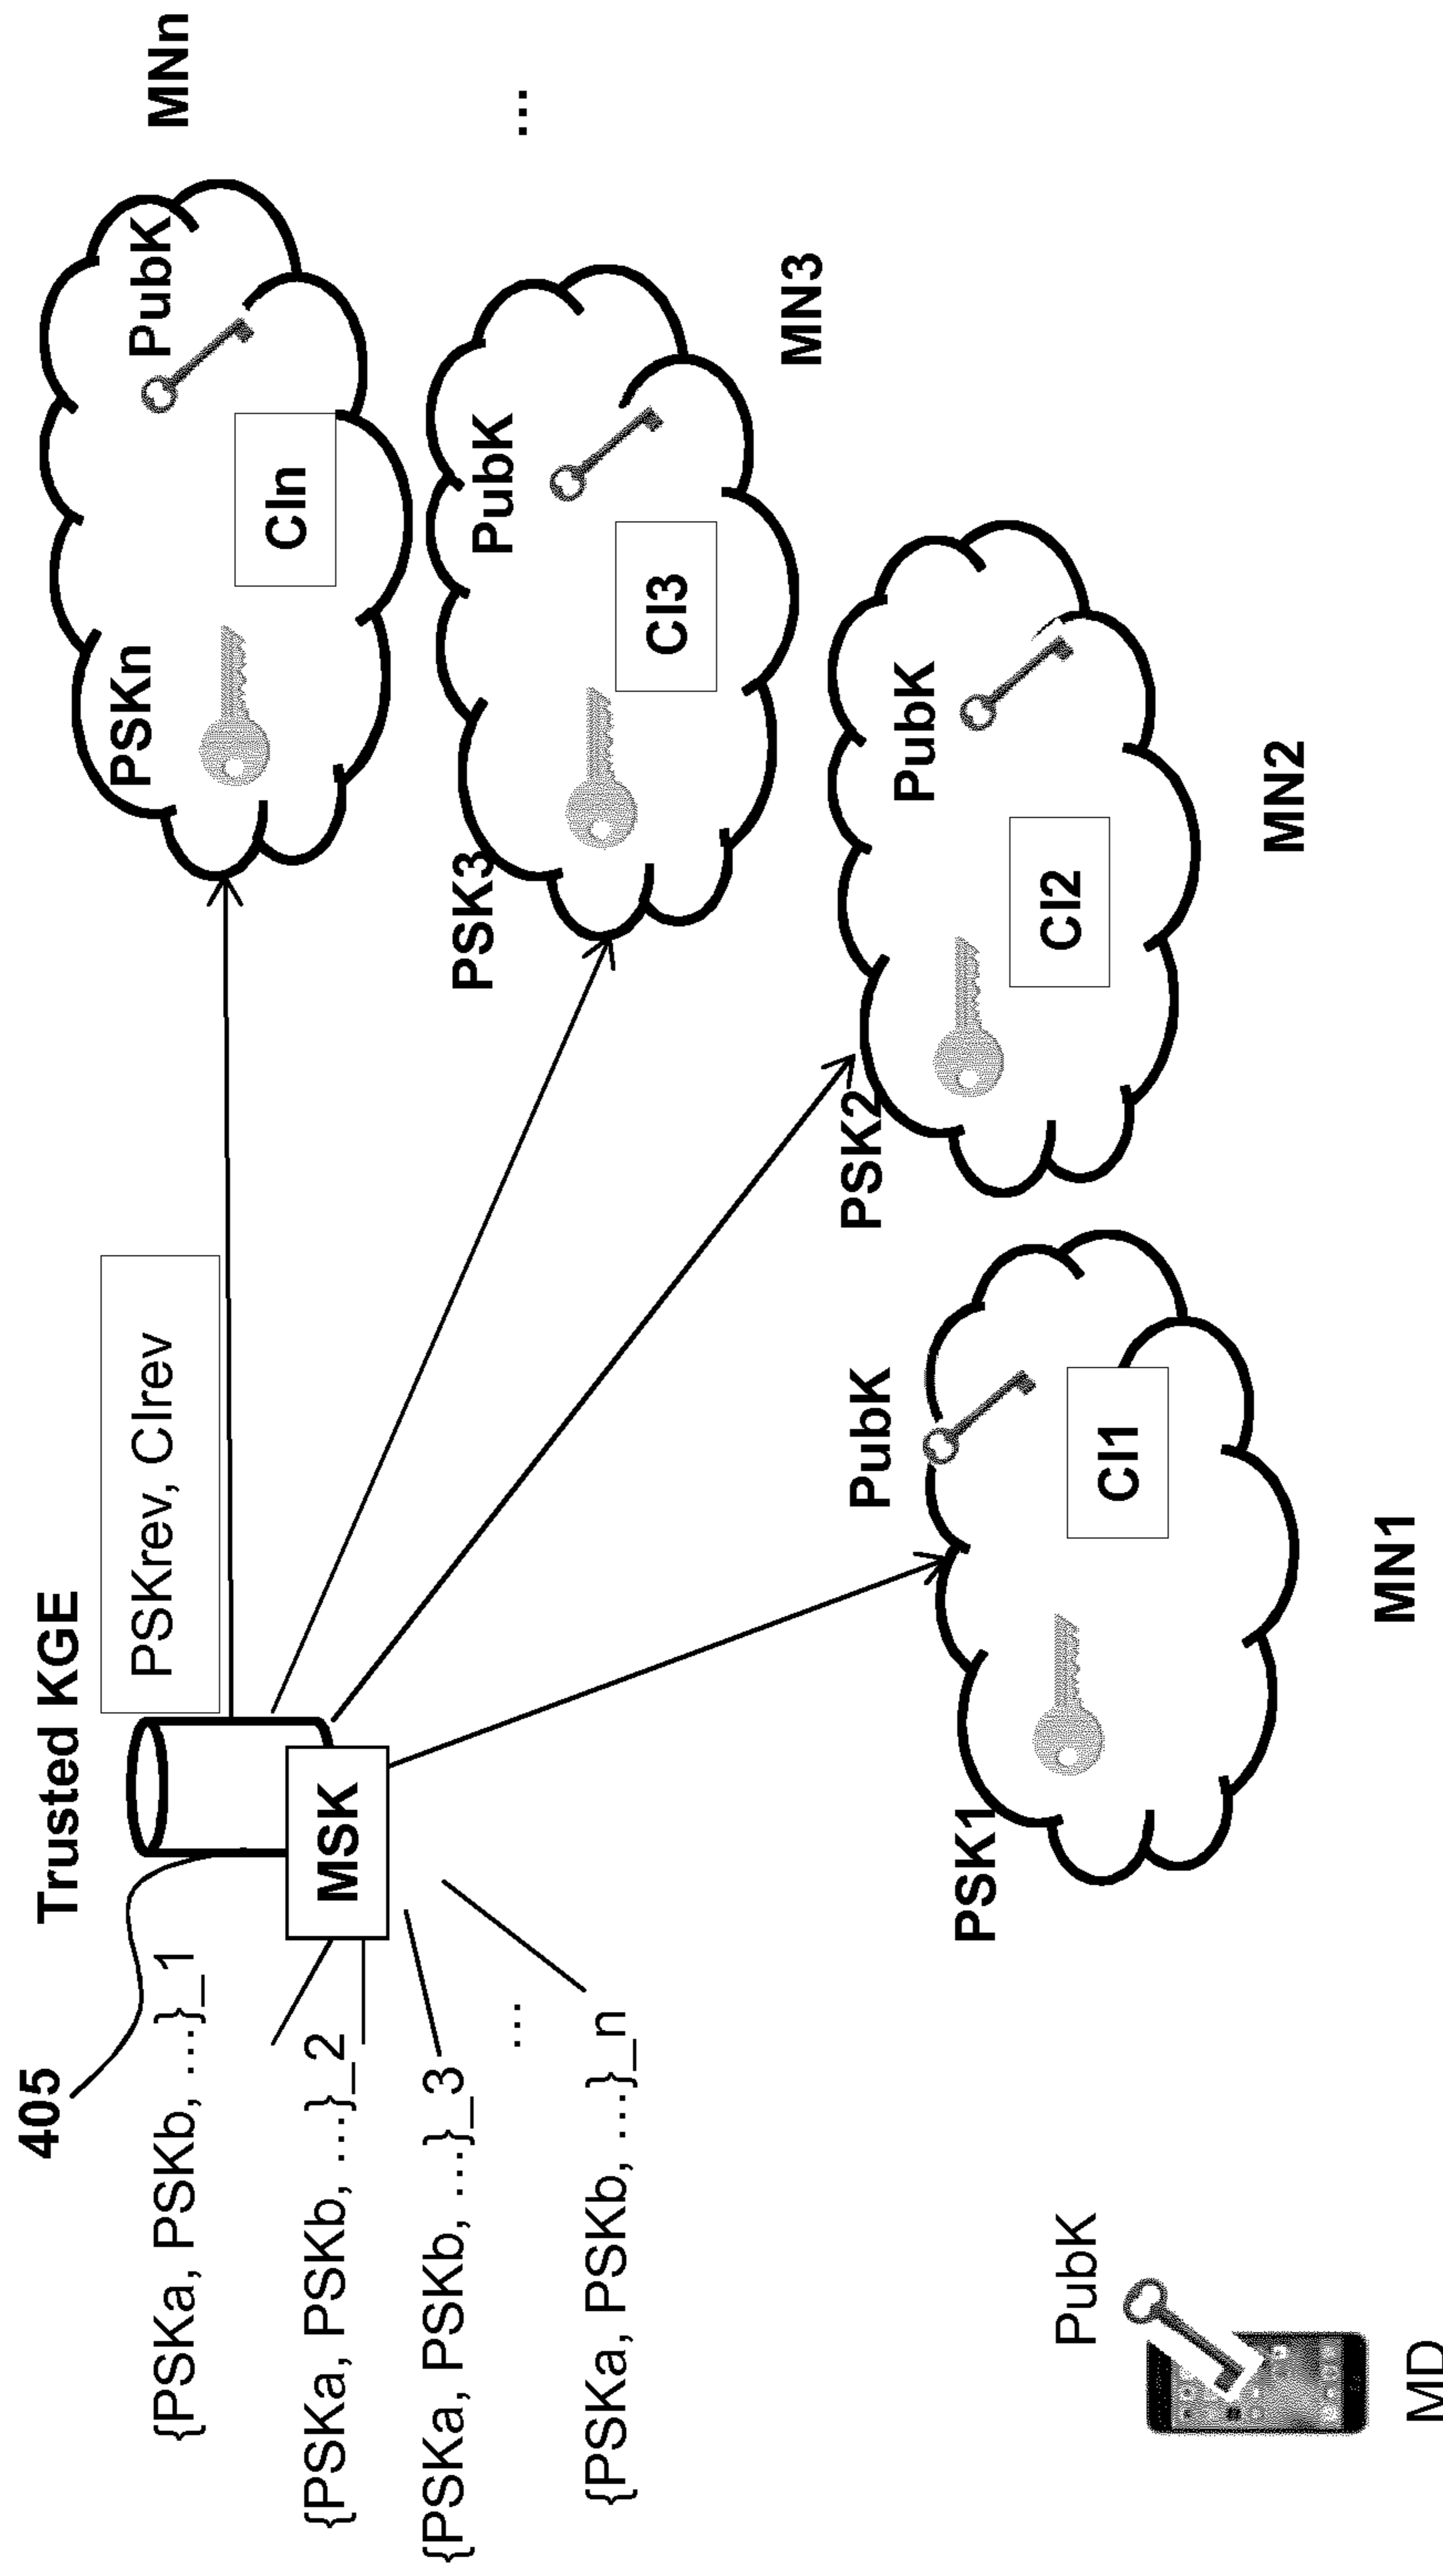 405
Trusted KGE
{PSKa, PSKb, …}_1
PSKrev, CIrev
MSK
{PSKa, PSKb, …}_2
{PSKa, PSKb, …}_3
…
{PSKa, PSKb, …}_n
PSKn
PubK
CIn
MNn
PSK3
PubK
CI3
MN3
...
PSK2
PubK
CI2
MN2
PSK1
PubK
CI1
MN1
PubK
MD